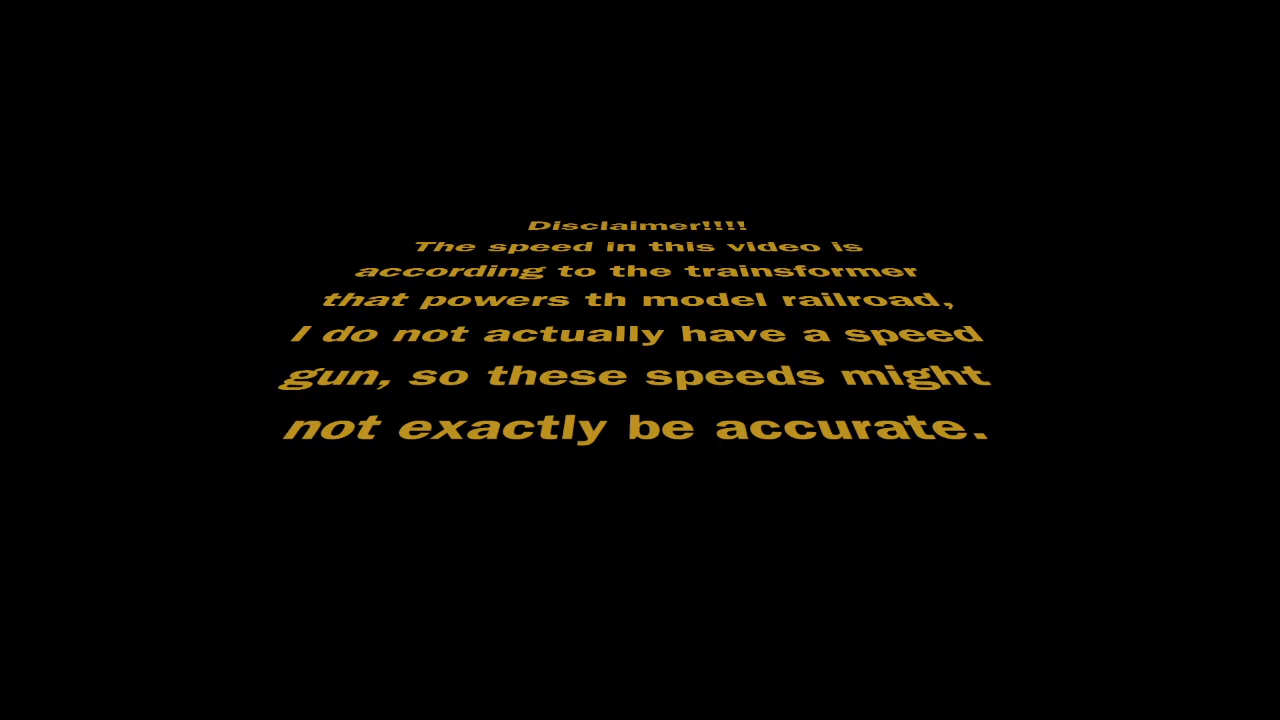 Disclaimer!!!!
The speed in this video is
according to the trainsformer
that powers th model railroad,
I do not actually have a speed
gun, so these speeds might
not exactly be accurate.